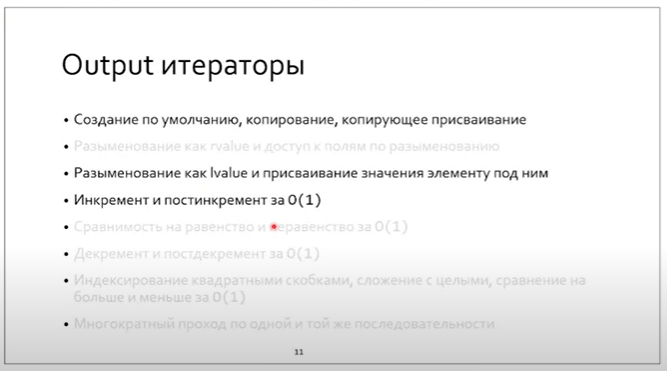 Output итераторы
• Создание по умолчанию, копирование, копирующее присваивание
• Разыменование как rvalue и доступ к полям по разыменованию
• Разыменование как lvalue и присваивание значения элементу под ним
• Инкремент и постинкремент за O(1)
• Сравнимость на равенство и неравенство за O(1)
• Декремент и постдекремент за O(1)
• Индексирование квадратными скобками, сложение с целыми, сравнение на
больше и меньше за O(1)
• Многократный проход по одной и той же последовательности
11